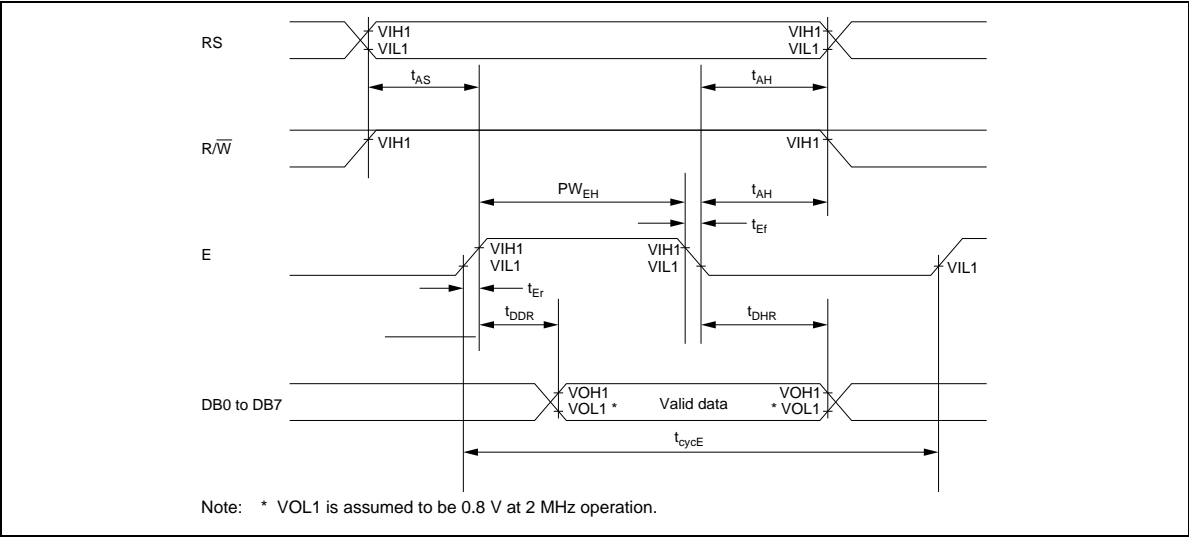 RS
VIH1 VIH1
VIL1 VIL1
tAS tAH
R/W̅
VIH1 VIH1
PWEH tAH
tEf
E
VIH1 VIH1
VIL1 VIL1 VIL1
tEr
tDDR tDHR
DB0 to DB7
VOH1 VOH1
VOL1 * Valid data * VOL1
tcycE
Note: * VOL1 is assumed to be 0.8 V at 2 MHz operation.